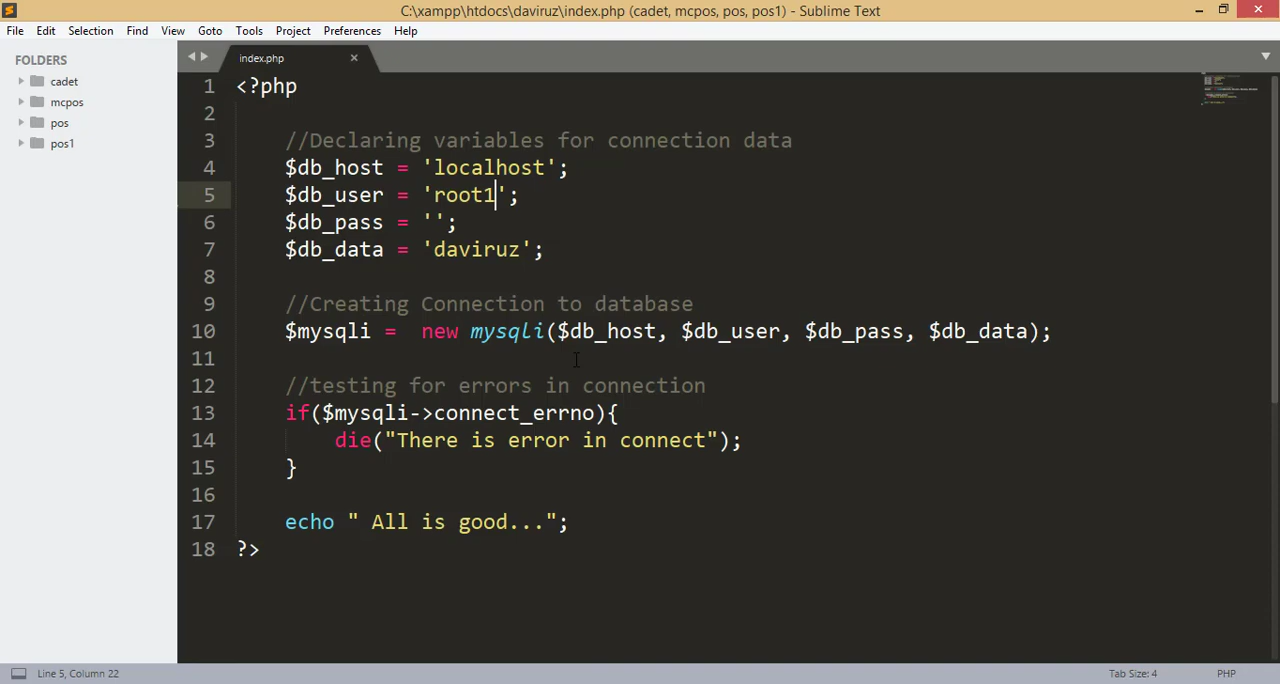 C:\xampp\htdocs\daviruz\index.php (cadet, mcpos, pos, pos1) - Sublime Text
File Edit Selection Find View Goto Tools Project Preferences Help
FOLDERS
cadet
mcpos
pos
pos1
index.php
1 <?php
2
3 //Declaring variables for connection data
4 $db_host = 'localhost';
5 $db_user = 'root1';
6 $db_pass = '';
7 $db_data = 'daviruz';
8
9 //Creating Connection to database
10 $mysqli =  new mysqli($db_host, $db_user, $db_pass, $db_data);
11
12 //testing for errors in connection
13 if($mysqli->connect_errno){
14 die("There is error in connect");
15 }
16
17 echo " All is good...";
18 ?>
Line 5, Column 22 Tab Size: 4 PHP